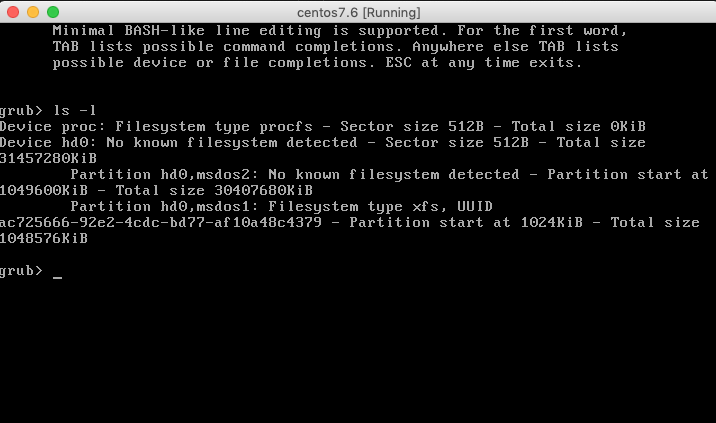 centos7.6 [Running]
Minimal BASH-like line editing is supported. For the first word,
TAB lists possible command completions. Anywhere else TAB lists
possible device or file completions. ESC at any time exits.
grub> ls -l
Device proc: Filesystem type procfs - Sector size 512B - Total size 0KiB
Device hd0: No known filesystem detected - Sector size 512B - Total size
31457280KiB
Partition hd0,msdos2: No known filesystem detected - Partition start at
1049600KiB - Total size 30407680KiB
Partition hd0,msdos1: Filesystem type xfs, UUID
ac725666-92e2-4cdc-bd77-af10a48c4379 - Partition start at 1024KiB - Total size
1048576KiB
grub> _